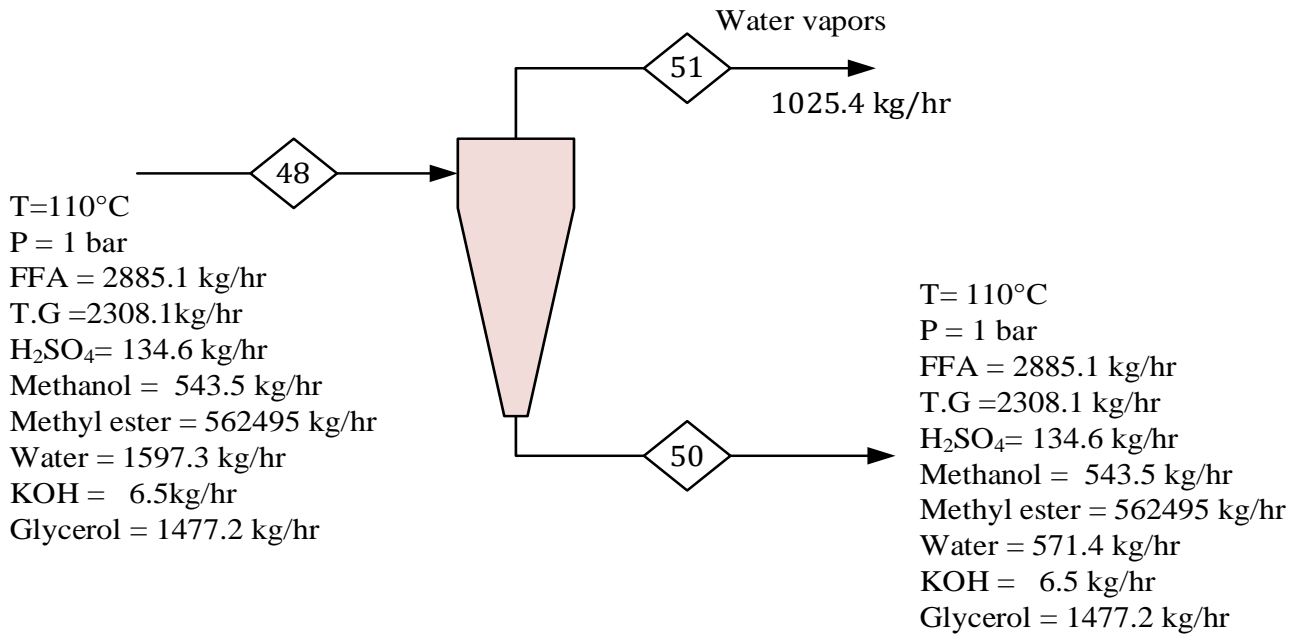 Water vapors
51
1025.4 kg/hr
48
T=110°C
P = 1 bar
FFA = 2885.1 kg/hr
T.G =2308.1kg/hr
H₂SO₄= 134.6 kg/hr
Methanol = 543.5 kg/hr
Methyl ester = 562495 kg/hr
Water = 1597.3 kg/hr
KOH = 6.5kg/hr
Glycerol = 1477.2 kg/hr
50
T= 110°C
P = 1 bar
FFA = 2885.1 kg/hr
T.G =2308.1 kg/hr
H₂SO₄= 134.6 kg/hr
Methanol = 543.5 kg/hr
Methyl ester = 562495 kg/hr
Water = 571.4 kg/hr
KOH = 6.5 kg/hr
Glycerol = 1477.2 kg/hr